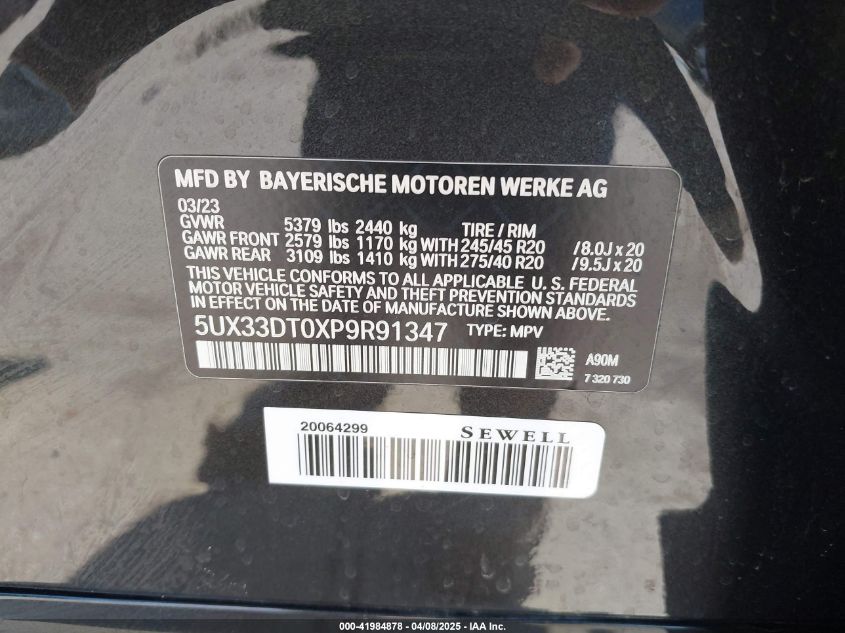 MFD BY BAYERISCHE MOTOREN WERKE AG
03/23
GVWR 5379 lbs 2440 kg TIRE / RIM
GAWR FRONT 2579 lbs 1170 kg WITH 245/45 R20 /8.0J x 20
GAWR REAR 3109 lbs 1410 kg WITH 275/40 R20 /9.5J x 20
THIS VEHICLE CONFORMS TO ALL APPLICABLE U. S. FEDERAL
MOTOR VEHICLE SAFETY AND THEFT PREVENTION STANDARDS
IN EFFECT ON THE DATE OF MANUFACTURE SHOWN ABOVE.
5UX33DT0XP9R91347 TYPE: MPV
A90M
7 320 730
20064299 SEWELL
000-41984878 - 04/08/2025 - IAA Inc.